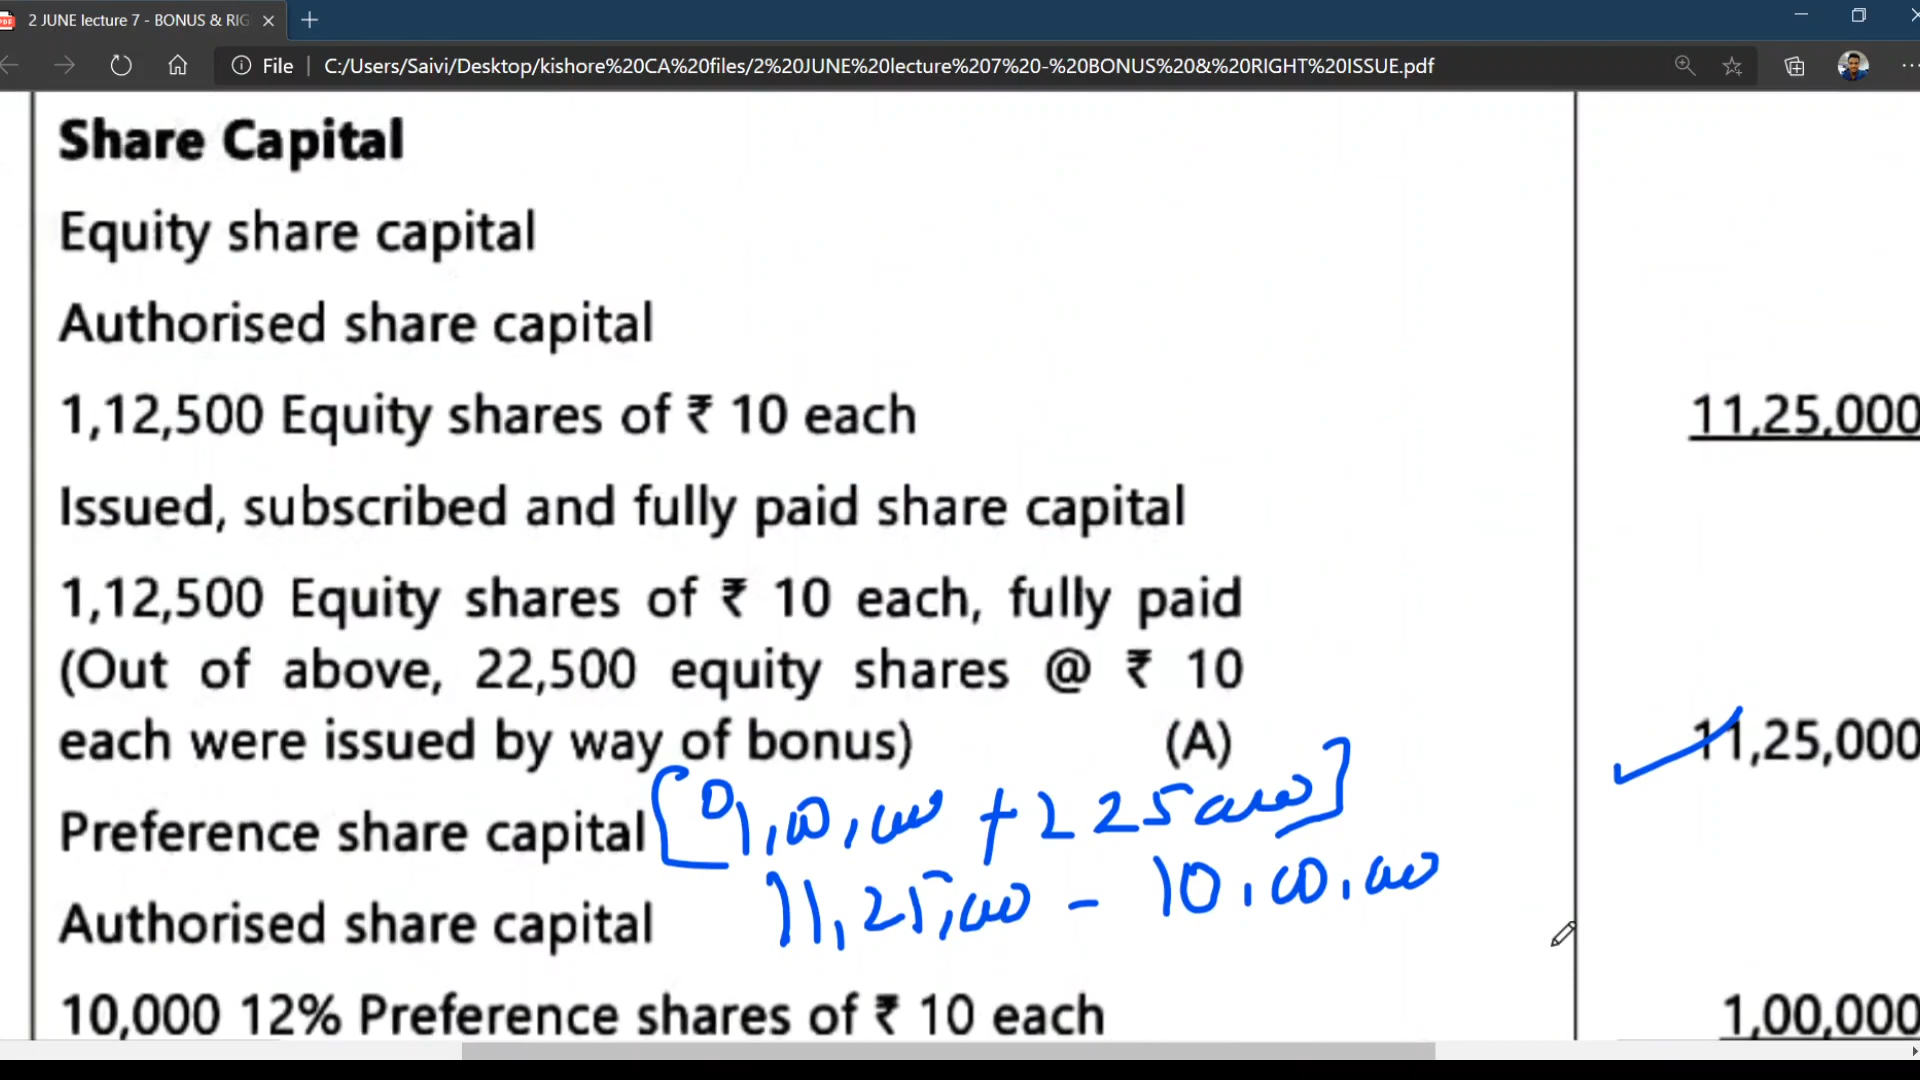 2 JUNE lecture 7 - BONUS & RIG
File C:/Users/Saivi/Desktop/kishore%20CA%20files/2%20JUNE%20lecture%207%20-%20BONUS%20&%20RIGHT%20ISSUE.pdf
Share Capital
Equity share capital
Authorised share capital
1,12,500 Equity shares of ₹ 10 each 11,25,000
Issued, subscribed and fully paid share capital
1,12,500 Equity shares of ₹ 10 each, fully paid
(Out of above, 22,500 equity shares @ ₹ 10
each were issued by way of bonus) (A) 11,25,000
[9,00,000 + 225000]
Preference share capital
11,25,000 - 10,00,000
Authorised share capital
10,000 12% Preference shares of ₹ 10 each 1,00,000